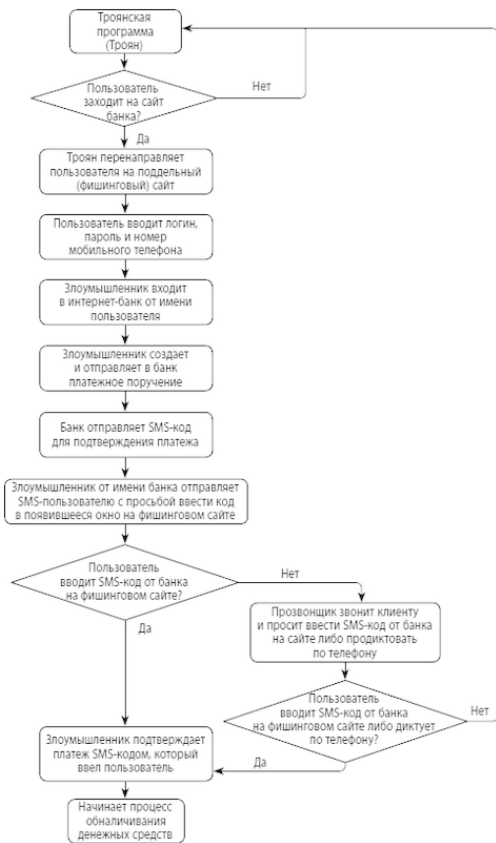 Троянская
программа
(Троян)
Пользователь
заходит на сайт
банка?
Нет
Да
Троян перенаправляет
пользователя на поддельный
(фишинговый) сайт
Пользователь вводит логин,
пароль и номер
мобильного телефона
Злоумышленник входит
в интернет-банк от имени
пользователя
Злоумышленник создает
и отправляет в банк
платежное поручение
Банк отправляет SMS-код
для подтверждения платежа
Злоумышленник от имени банка отправляет
SMS-пользователю с просьбой ввести код
в появившееся окно на фишинговом сайте
Пользователь
вводит SMS-код от банка
на фишинговом сайте?
Нет
Да
Прозвонщик звонит клиенту
и просит ввести SMS-код от банка
на сайте либо продиктовать
по телефону
Пользователь
вводит SMS-код от банка
на фишинговом сайте либо диктует
по телефону?
Нет
Да
Злоумышленник подтверждает
платеж SMS-кодом, который
ввел пользователь
Начинает процесс
обналичивания
денежных средств